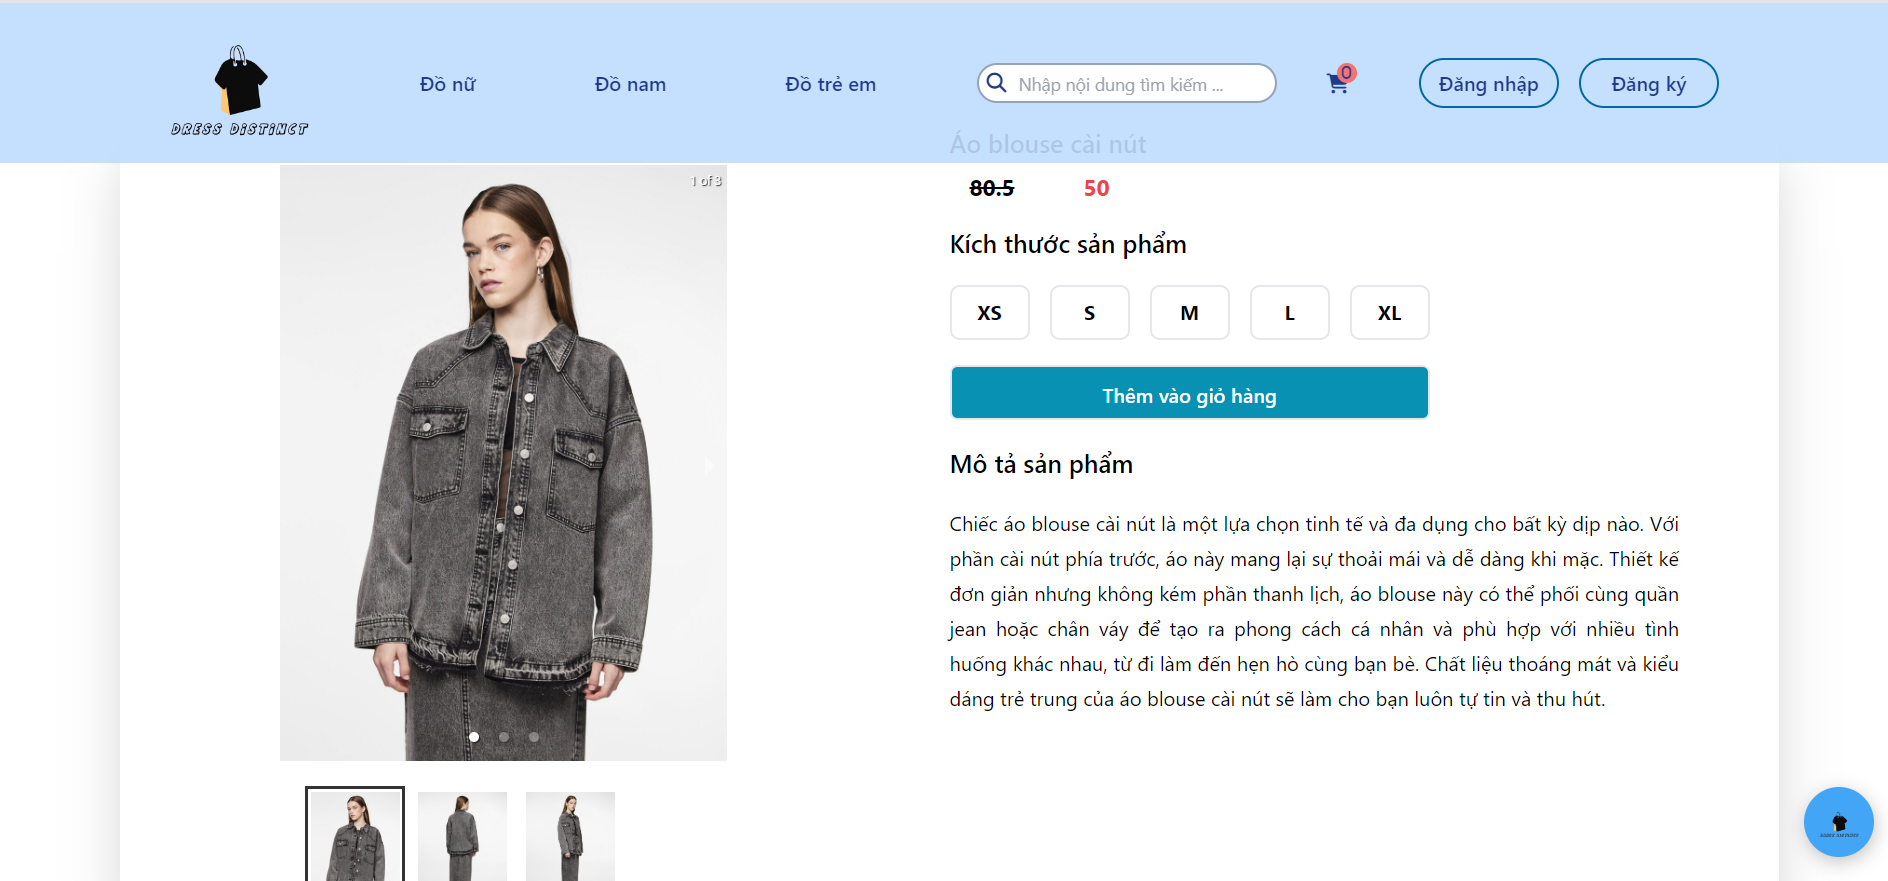 DRESS DISTINCT
Đồ nữ
Đồ nam
Đồ trẻ em
Nhập nội dung tìm kiếm ...
0
Đăng nhập
Đăng ký
Áo blouse cài nút
1 of 3
80.5
50
Kích thước sản phẩm
XS
S
M
L
XL
Thêm vào giỏ hàng
Mô tả sản phẩm
Chiếc áo blouse cài nút là một lựa chọn tinh tế và đa dụng cho bất kỳ dịp nào. Với
phần cài nút phía trước, áo này mang lại sự thoải mái và dễ dàng khi mặc. Thiết kế
đơn giản nhưng không kém phần thanh lịch, áo blouse này có thể phối cùng quần
jean hoặc chân váy để tạo ra phong cách cá nhân và phù hợp với nhiều tình
huống khác nhau, từ đi làm đến hẹn hò cùng bạn bè. Chất liệu thoáng mát và kiểu
dáng trẻ trung của áo blouse cài nút sẽ làm cho bạn luôn tự tin và thu hút.
DRESS DISTINCT